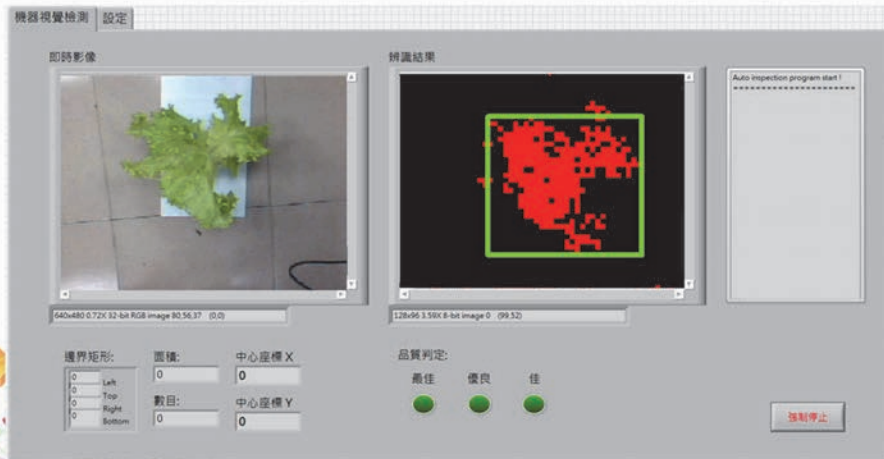 機器視覺檢測
設定
即時影像
辨識結果
Auto inspection program start !
640x480 0.72X 32-bit RGB image 80,56,37 (0,0)
128x96 3.59X 8-bit image 0 (99,52)
邊界矩形:
0 Left
0 Top
0 Right
0 Bottom
面積:
0
數目:
0
中心座標 X
0
中心座標 Y
0
品質判定:
最佳
優良
佳
強制停止